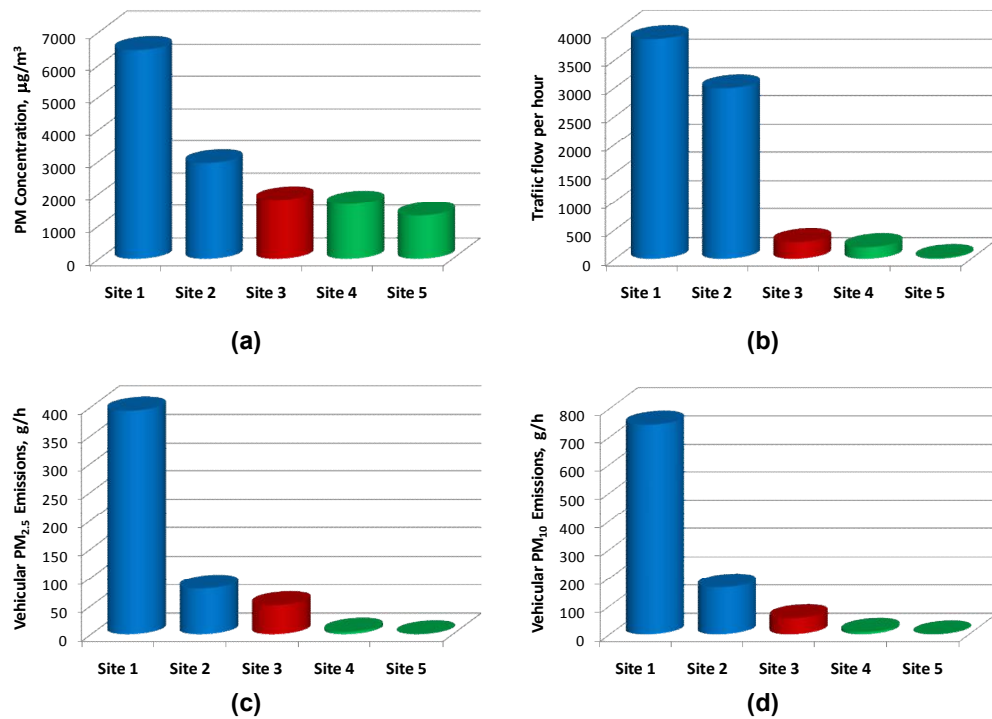 PM Concentration, µg/m³
7000
6000
5000
4000
3000
2000
1000
0
Site 1 Site 2 Site 3 Site 4 Site 5
(a)
Trafiic flow per hour
4000
3500
3000
2500
2000
1500
1000
500
0
Site 1 Site 2 Site 3 Site 4 Site 5
(b)
Vehicular PM2.5 Emissions, g/h
400
350
300
250
200
150
100
50
0
Site 1 Site 2 Site 3 Site 4 Site 5
(c)
Vehicular PM10 Emissions, g/h
800
700
600
500
400
300
200
100
0
Site 1 Site 2 Site 3 Site 4 Site 5
(d)